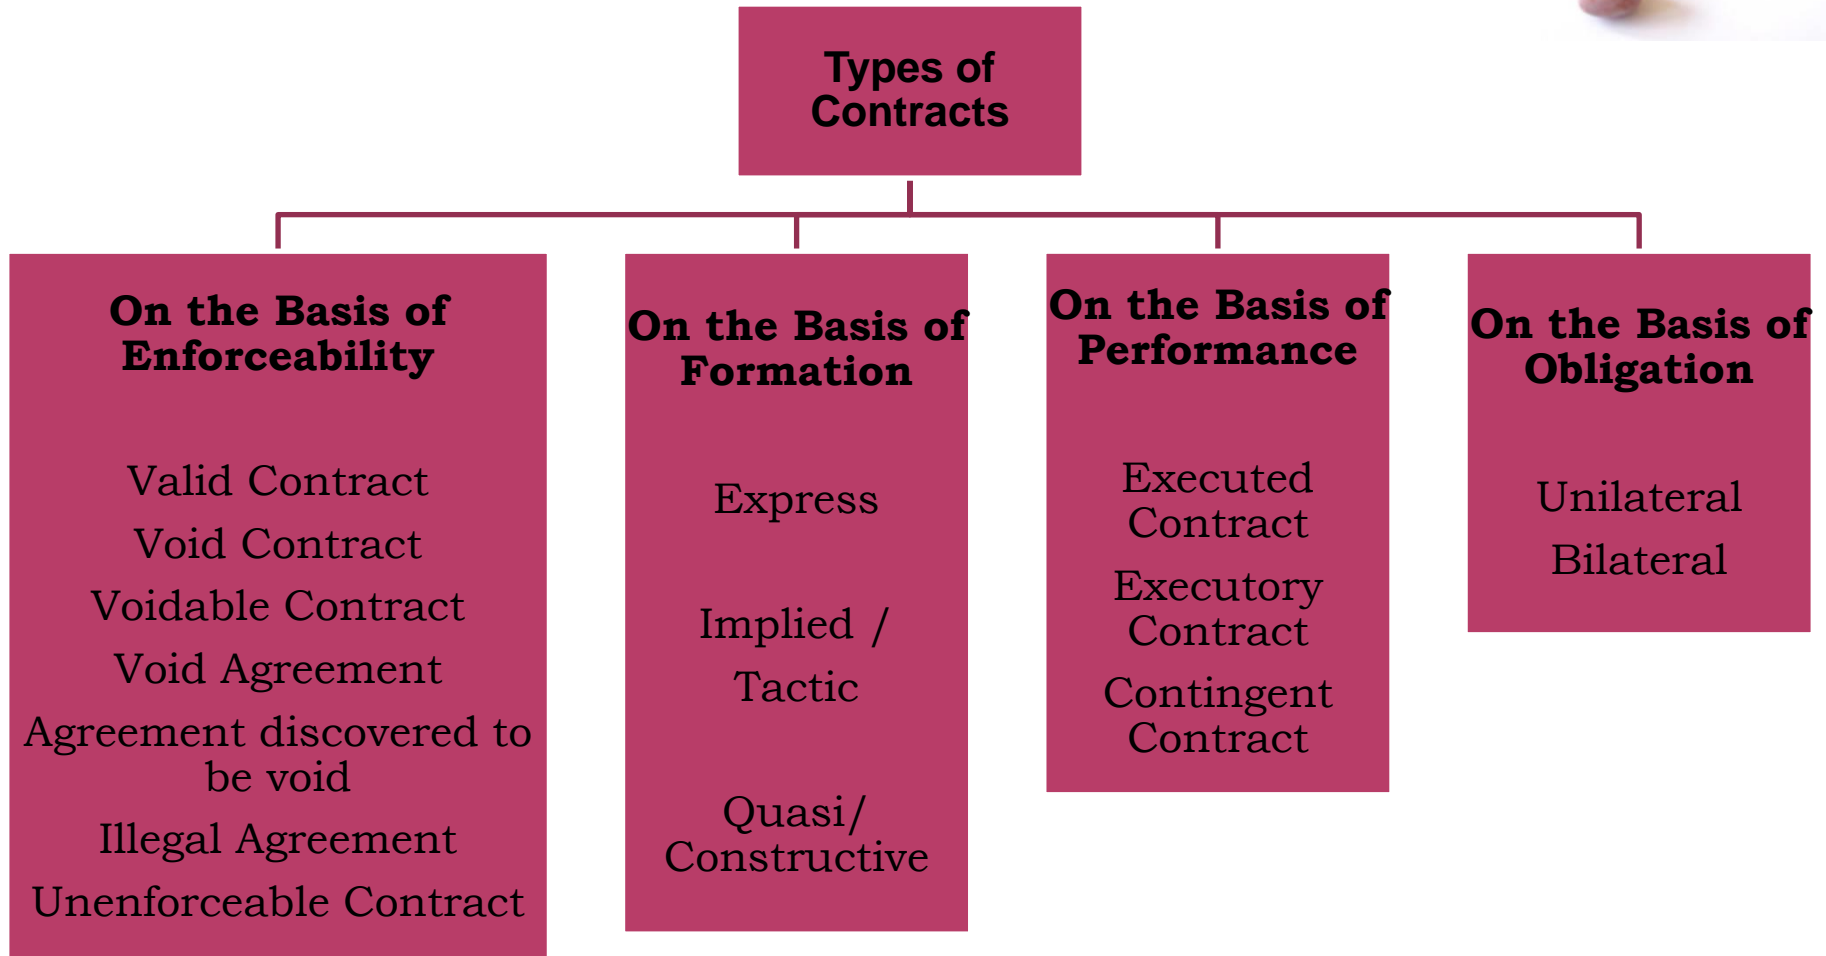 Types of
Contracts
On the Basis of
Enforceability
Valid Contract
Void Contract
Voidable Contract
Void Agreement
Agreement discovered to
be void
Illegal Agreement
Unenforceable Contract
On the Basis of
Formation
Express
Implied /
Tactic
Quasi/
Constructive
On the Basis of
Performance
Executed
Contract
Executory
Contract
Contingent
Contract
On the Basis of
Obligation
Unilateral
Bilateral